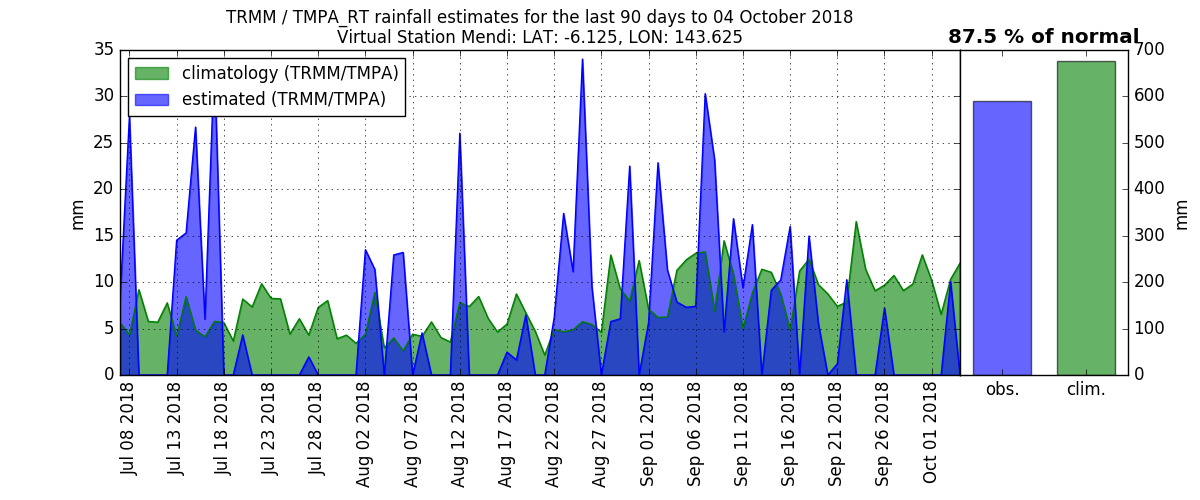 TRMM / TMPA_RT rainfall estimates for the last 90 days to 04 October 2018
Virtual Station Mendi: LAT: -6.125, LON: 143.625
87.5 % of normal
climatology (TRMM/TMPA)
estimated (TRMM/TMPA)
35
30
25
20
15
10
5
0
mm
Jul 08 2018
Jul 13 2018
Jul 18 2018
Jul 23 2018
Jul 28 2018
Aug 02 2018
Aug 07 2018
Aug 12 2018
Aug 17 2018
Aug 22 2018
Aug 27 2018
Sep 01 2018
Sep 06 2018
Sep 11 2018
Sep 16 2018
Sep 21 2018
Sep 26 2018
Oct 01 2018
700
600
500
400
300
200
100
0
mm
obs.
clim.